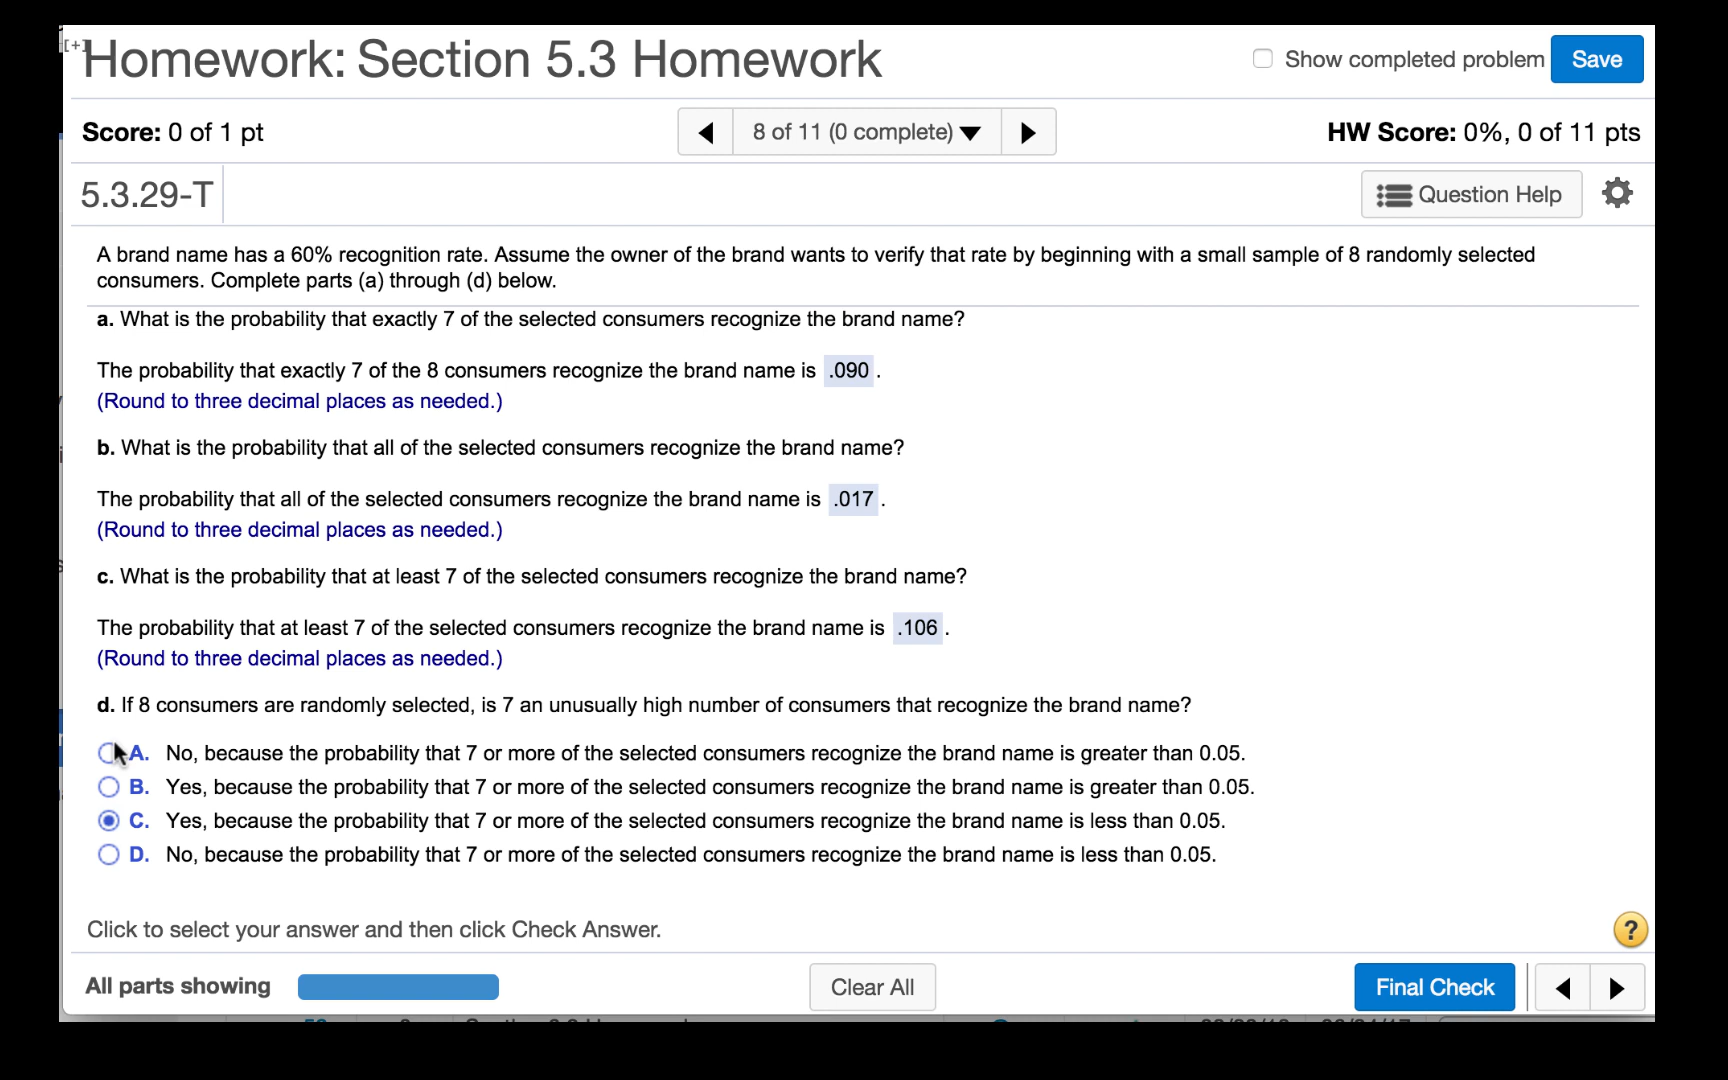 [+]
Homework: Section 5.3 Homework
Show completed problem
Save
Score: 0 of 1 pt
8 of 11 (0 complete)
HW Score: 0%, 0 of 11 pts
5.3.29-T
Question Help
A brand name has a 60% recognition rate. Assume the owner of the brand wants to verify that rate by beginning with a small sample of 8 randomly selected
consumers. Complete parts (a) through (d) below.
a. What is the probability that exactly 7 of the selected consumers recognize the brand name?
The probability that exactly 7 of the 8 consumers recognize the brand name is .090 .
(Round to three decimal places as needed.)
b. What is the probability that all of the selected consumers recognize the brand name?
The probability that all of the selected consumers recognize the brand name is .017 .
(Round to three decimal places as needed.)
c. What is the probability that at least 7 of the selected consumers recognize the brand name?
The probability that at least 7 of the selected consumers recognize the brand name is .106 .
(Round to three decimal places as needed.)
d. If 8 consumers are randomly selected, is 7 an unusually high number of consumers that recognize the brand name?
A. No, because the probability that 7 or more of the selected consumers recognize the brand name is greater than 0.05.
B. Yes, because the probability that 7 or more of the selected consumers recognize the brand name is greater than 0.05.
C. Yes, because the probability that 7 or more of the selected consumers recognize the brand name is less than 0.05.
D. No, because the probability that 7 or more of the selected consumers recognize the brand name is less than 0.05.
Click to select your answer and then click Check Answer.
?
All parts showing
Clear All
Final Check